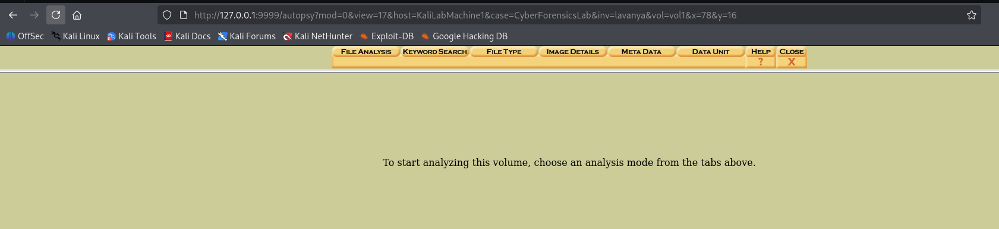 http://127.0.0.1:9999/autopsy?mod=0&view=17&host=KaliLabMachine1&case=CyberForensicsLab&inv=lavanya&vol=vol1&x=78&y=16
OffSec Kali Linux Kali Tools Kali Docs Kali Forums Kali NetHunter Exploit-DB Google Hacking DB
FILE ANALYSIS KEYWORD SEARCH FILE TYPE IMAGE DETAILS META DATA DATA UNIT HELP CLOSE
? X
To start analyzing this volume, choose an analysis mode from the tabs above.